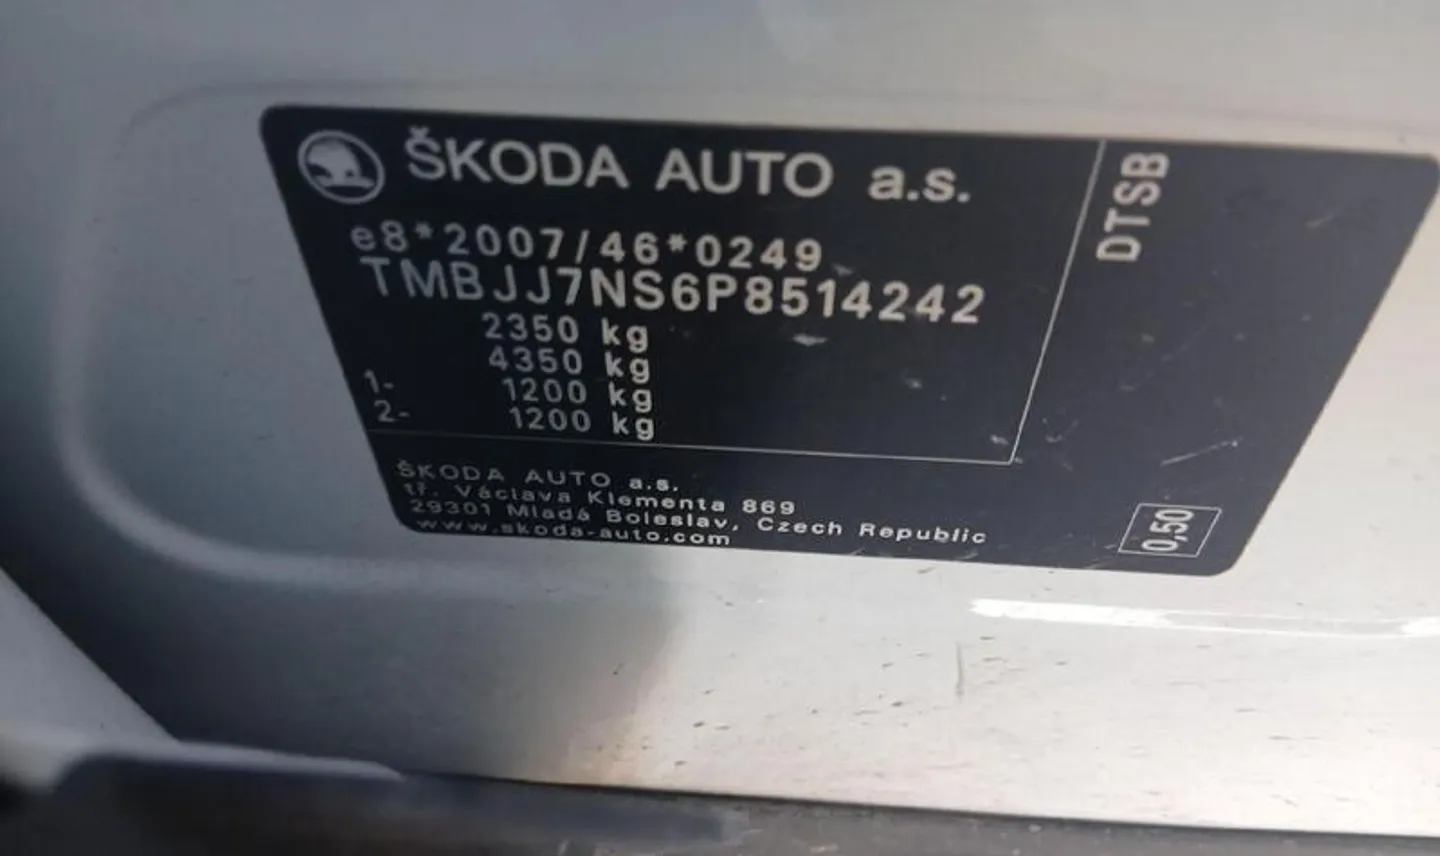 ŠKODA AUTO a.s.
e8*2007/46*0249
TMBJJ7NS6P8514242
2350 kg
4350 kg
1- 1200 kg
2- 1200 kg
ŠKODA AUTO a.s.
tř. Václava Klementa 869
29301 Mladá Boleslav, Czech Republic
www.skoda-auto.com
DTSB
0,50